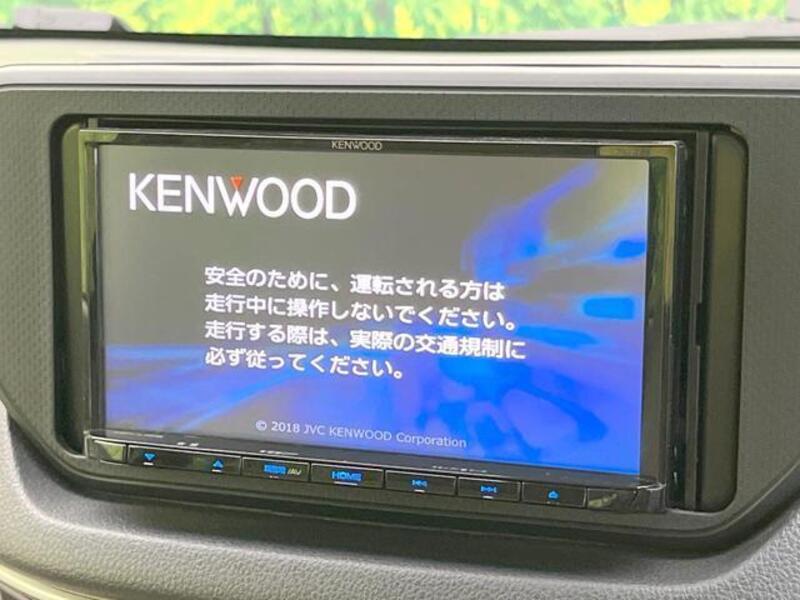 KENWOOD
KENWOOD
安全のために、運転される方は
走行中に操作しないでください。
走行する際は、実際の交通規制に
必ず従ってください。
© 2018 JVC KENWOOD Corporation
HOME